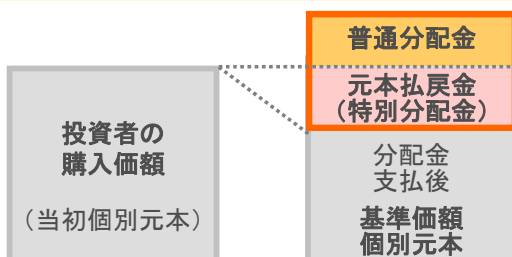 普通分配金
元本払戻金
（特別分配金）
投資者の
購入価額
（当初個別元本）
分配金
支払後
基準価額
個別元本